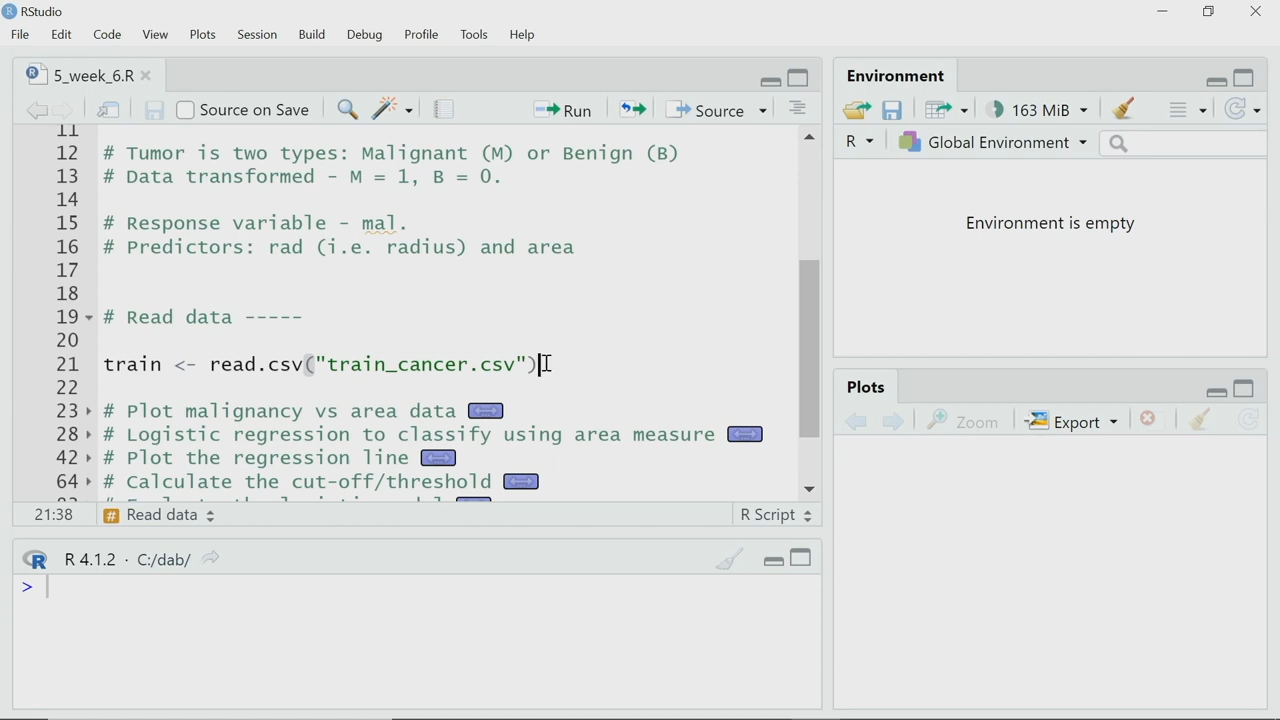 RStudio
File Edit Code View Plots Session Build Debug Profile Tools Help
5_week_6.R
Source on Save Run Source
11
12 # Tumor is two types: Malignant (M) or Benign (B)
13 # Data transformed - M = 1, B = 0.
14
15 # Response variable - mal.
16 # Predictors: rad (i.e. radius) and area
17
18
19 # Read data -----
20
21 train <- read.csv("train_cancer.csv")
22
23 # Plot malignancy vs area data
28 # Logistic regression to classify using area measure
42 # Plot the regression line
64 # Calculate the cut-off/threshold
21:38 # Read data R Script
R 4.1.2 · C:/dab/
>
Environment
163 MiB
R Global Environment
Environment is empty
Plots
Zoom Export